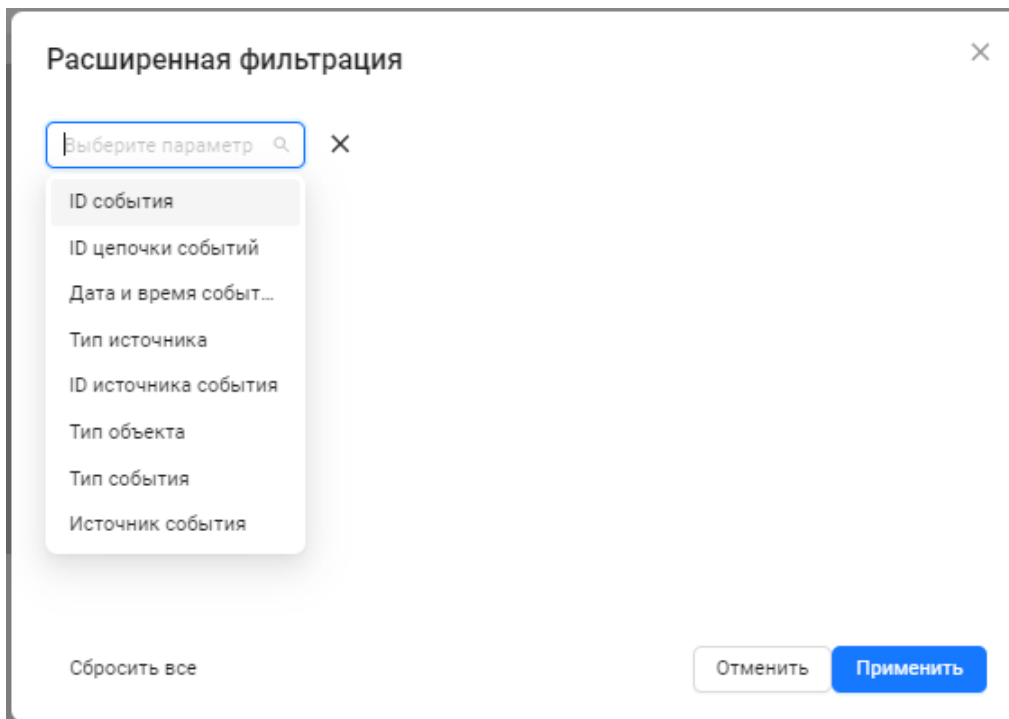 Расширенная фильтрация
Выберите параметр
ID события
ID цепочки событий
Дата и время событ...
Тип источника
ID источника события
Тип объекта
Тип события
Источник события
Сбросить все
Отменить
Применить